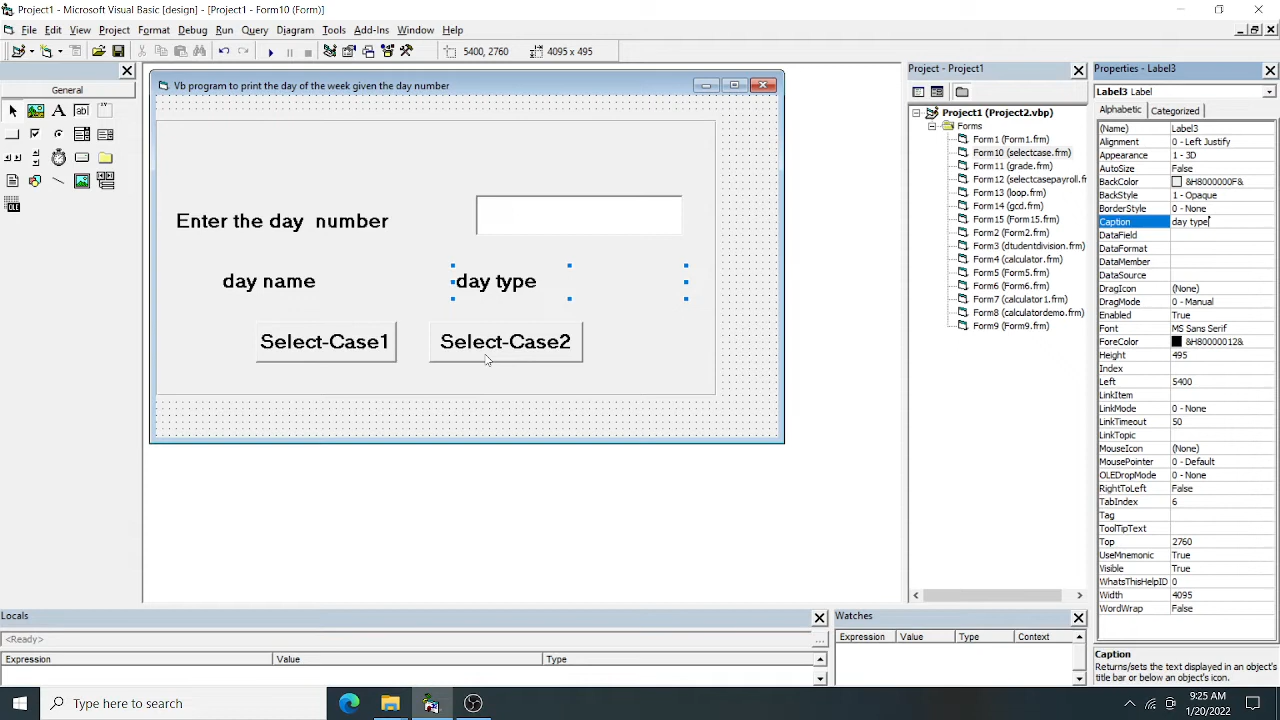 Project1 - Microsoft Visual Basic [design] - [Project1 - Form10 (Form)]
File Edit View Project Format Debug Run Query Diagram Tools Add-Ins Window Help
5400, 2760 4095 x 495
General
A
ab|
OLE
Vb program to print the day of the week given the day number
Enter the day number
day name day type
Select-Case1 Select-Case2
Project - Project1
Project1 (Project2.vbp)
Forms
Form1 (Form1.frm)
Form10 (selectcase.frm)
Form11 (grade.frm)
Form12 (selectcasepayroll.f
Form13 (loop.frm)
Form14 (gcd.frm)
Form15 (Form15.frm)
Form2 (Form2.frm)
Form3 (dtudentdivision.frm)
Form4 (calculator.frm)
Form5 (Form5.frm)
Form6 (Form6.frm)
Form7 (calculator1.frm)
Form8 (calculatordemo.frm)
Form9 (Form9.frm)
Properties - Label3
Label3 Label
Alphabetic Categorized
(Name) Label3
Alignment 0 - Left Justify
Appearance 1 - 3D
AutoSize False
BackColor &H8000000F&
BackStyle 1 - Opaque
BorderStyle 0 - None
Caption day type
DataField
DataFormat
DataMember
DataSource
DragIcon (None)
DragMode 0 - Manual
Enabled True
Font MS Sans Serif
ForeColor &H80000012&
Height 495
Index
Left 5400
LinkItem
LinkMode 0 - None
LinkTimeout 50
LinkTopic
MouseIcon (None)
MousePointer 0 - Default
OLEDropMode 0 - None
RightToLeft False
TabIndex 6
Tag
ToolTipText
Top 2760
UseMnemonic True
Visible True
WhatsThisHelpID 0
Width 4095
WordWrap False
Caption
Returns/sets the text displayed in an object's
title bar or below an object's icon.
Locals
<Ready>
...
Expression Value Type
Watches
Expression Value Type Context
Type here to search
9:25 AM
1/20/2022